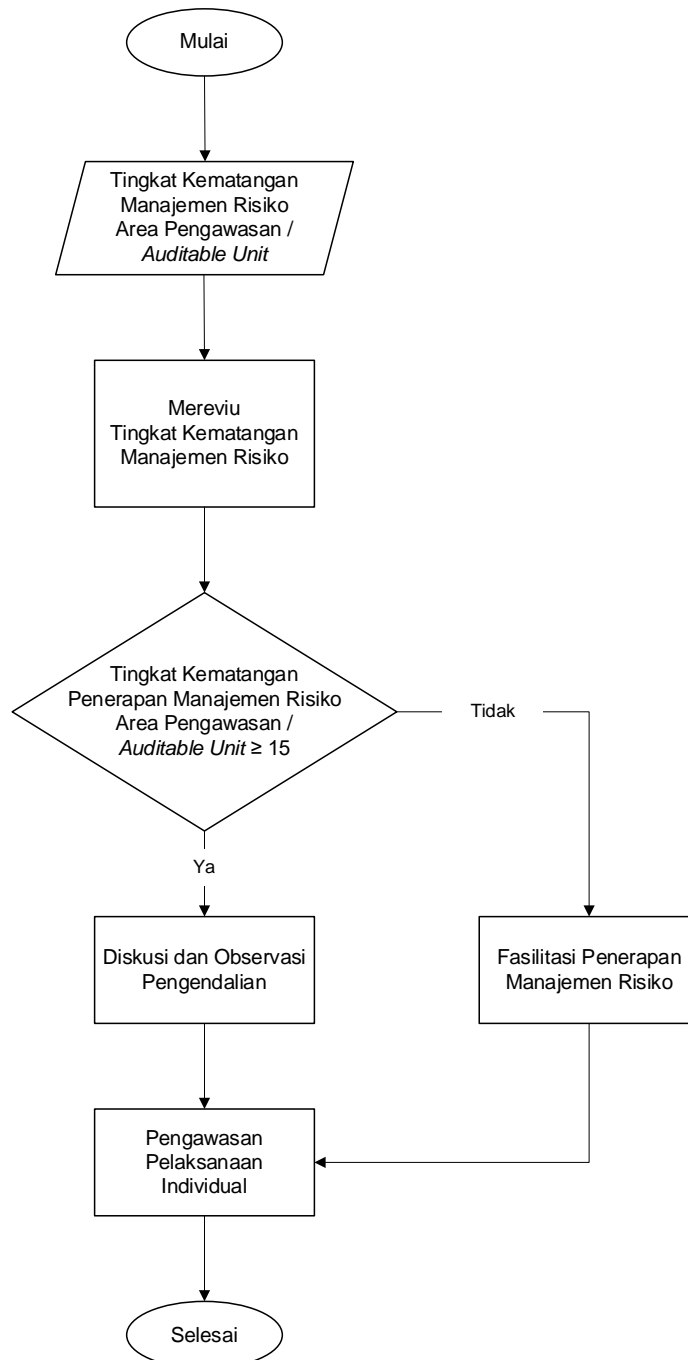 Mulai
Tingkat Kematangan
Manajemen Risiko
Area Pengawasan /
Auditable Unit
Mereviu
Tingkat Kematangan
Manajemen Risiko
Tingkat Kematangan
Penerapan Manajemen Risiko
Area Pengawasan /
Auditable Unit ≥ 15
Tidak
Ya
Diskusi dan Observasi
Pengendalian
Fasilitasi Penerapan
Manajemen Risiko
Pengawasan
Pelaksanaan
Individual
Selesai